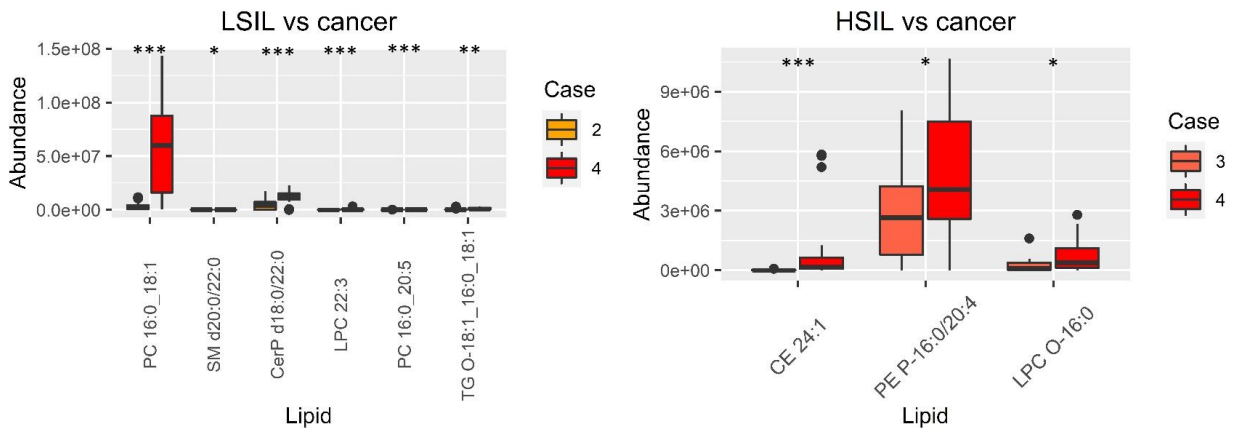 LSIL vs cancer
Abundance
1.5e+08
1.0e+08
5.0e+07
0.0e+00
*** * *** *** *** **
PC 16:0_18:1
SM d20:0/22:0
CerP d18:0/22:0
LPC 22:3
PC 16:0_20:5
TG O-18:1_16:0_18:1
Lipid
Case
2
4
HSIL vs cancer
Abundance
9e+06
6e+06
3e+06
0e+00
*** * *
CE 24:1
PE P-16:0/20:4
LPC O-16:0
Lipid
Case
3
4